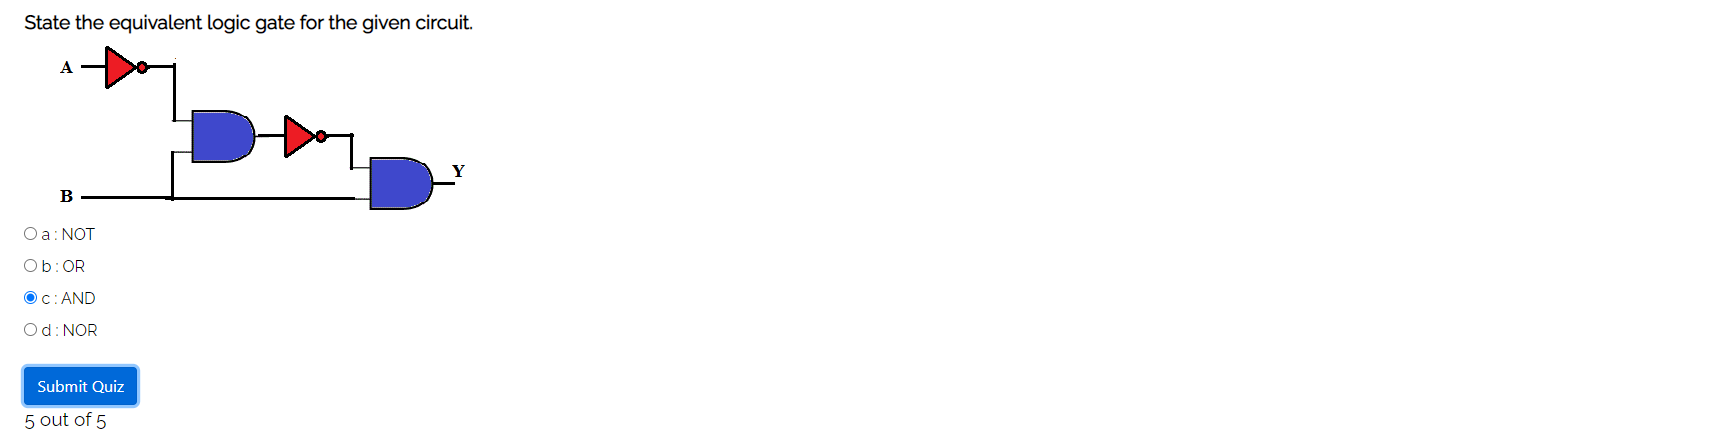 State the equivalent logic gate for the given circuit.
A
Y
B
a : NOT
b : OR
c : AND
d : NOR
Submit Quiz
5 out of 5